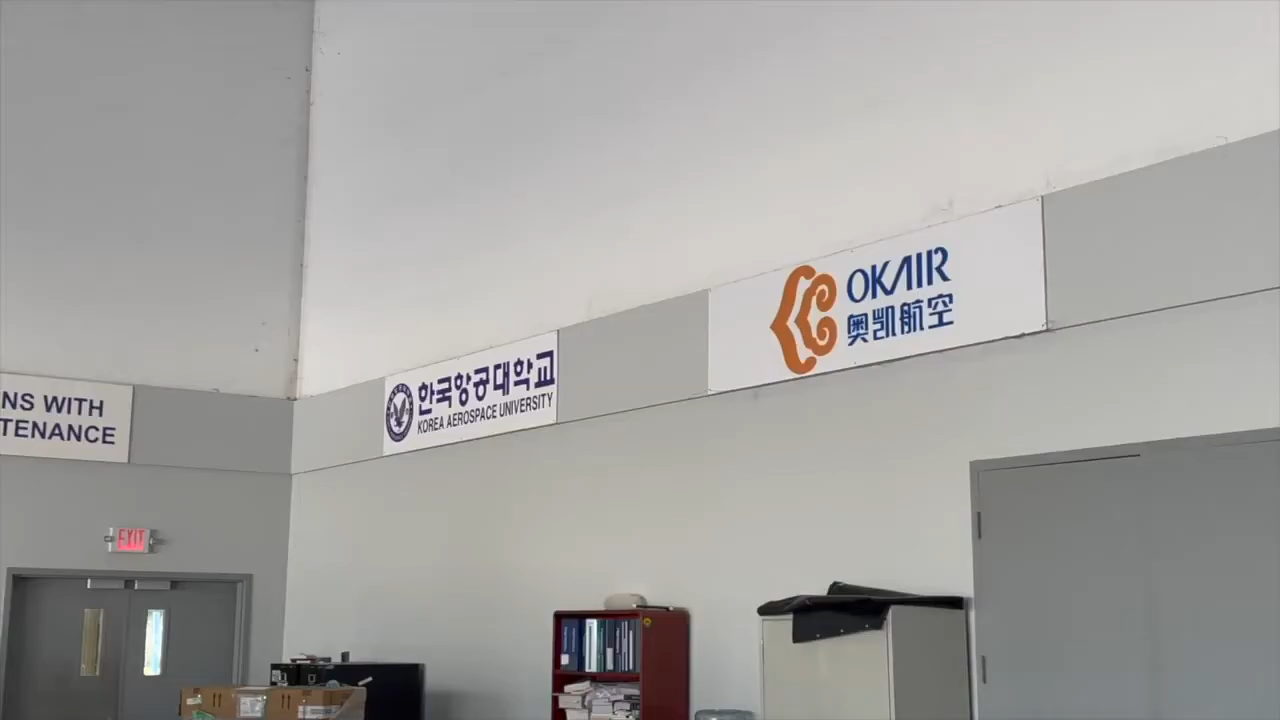 NS WITH
TENANCE
한국항공대학교
KOREA AEROSPACE UNIVERSITY
OKAIR
奥凯航空
EXIT